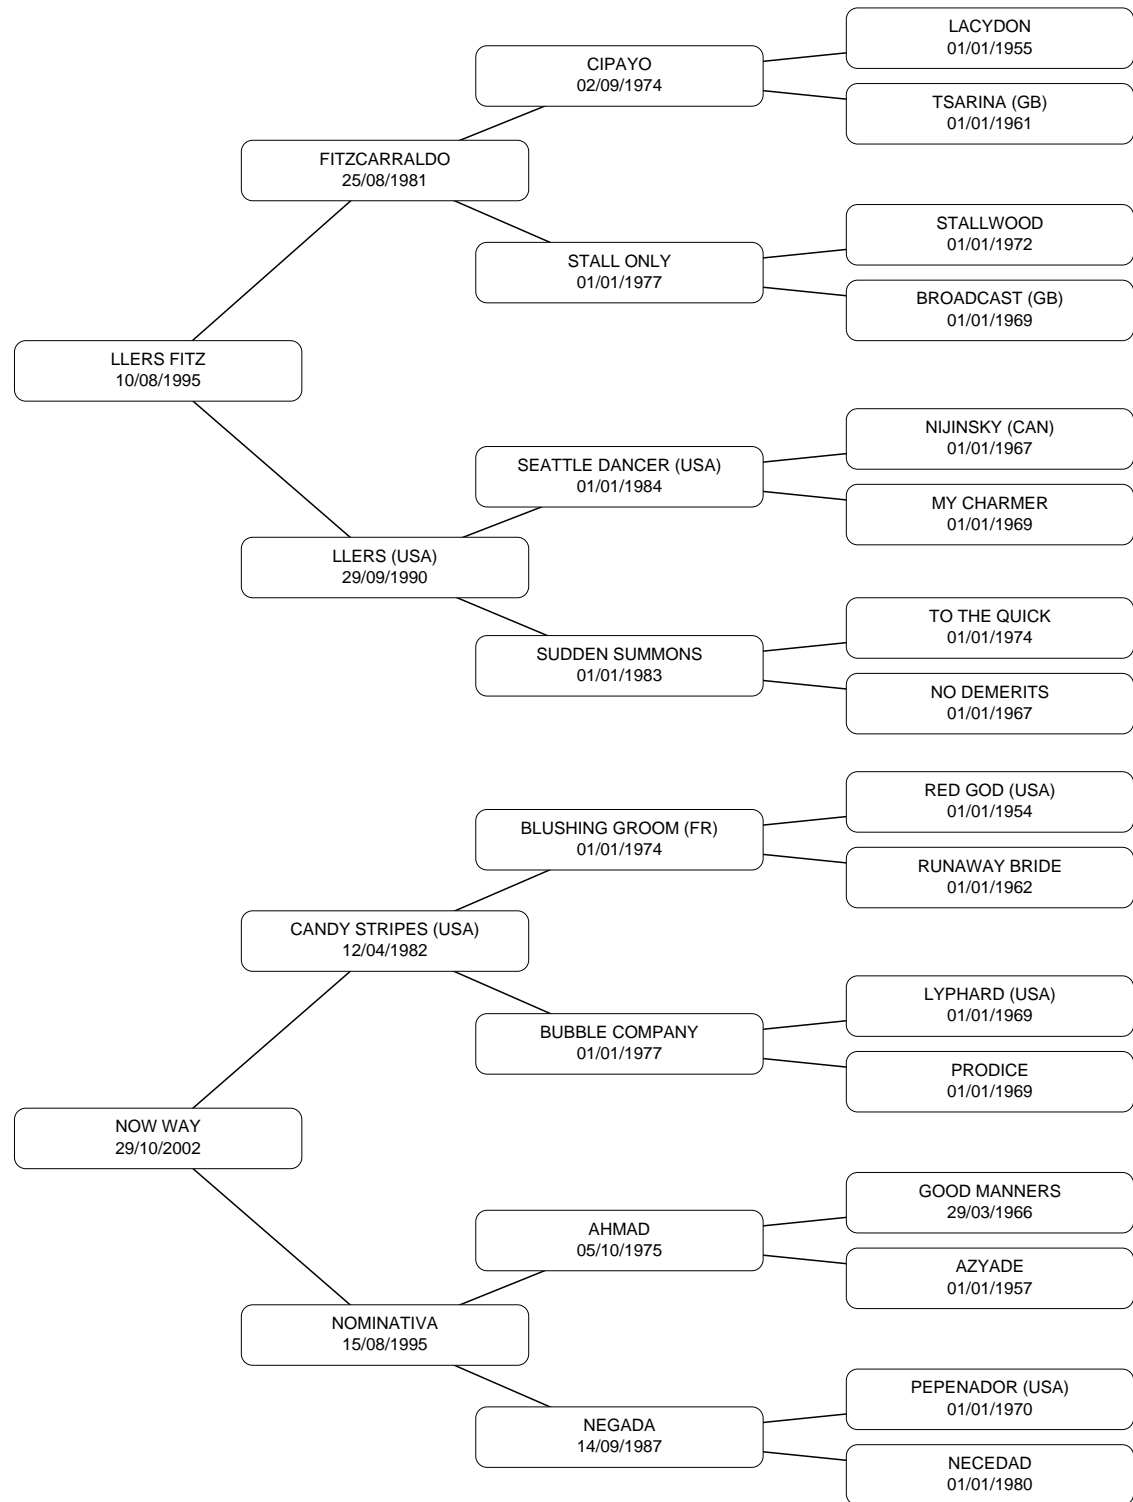 LACYDON
01/01/1955
CIPAYO
02/09/1974
TSARINA (GB)
01/01/1961
FITZCARRALDO
25/08/1981
STALLWOOD
01/01/1972
STALL ONLY
01/01/1977
BROADCAST (GB)
01/01/1969
LLERS FITZ
10/08/1995
NIJINSKY (CAN)
01/01/1967
SEATTLE DANCER (USA)
01/01/1984
MY CHARMER
01/01/1969
LLERS (USA)
29/09/1990
TO THE QUICK
01/01/1974
SUDDEN SUMMONS
01/01/1983
NO DEMERITS
01/01/1967
RED GOD (USA)
01/01/1954
BLUSHING GROOM (FR)
01/01/1974
RUNAWAY BRIDE
01/01/1962
CANDY STRIPES (USA)
12/04/1982
LYPHARD (USA)
01/01/1969
BUBBLE COMPANY
01/01/1977
PRODICE
01/01/1969
NOW WAY
29/10/2002
GOOD MANNERS
29/03/1966
AHMAD
05/10/1975
AZYADE
01/01/1957
NOMINATIVA
15/08/1995
PEPENADOR (USA)
01/01/1970
NEGADA
14/09/1987
NECEDAD
01/01/1980